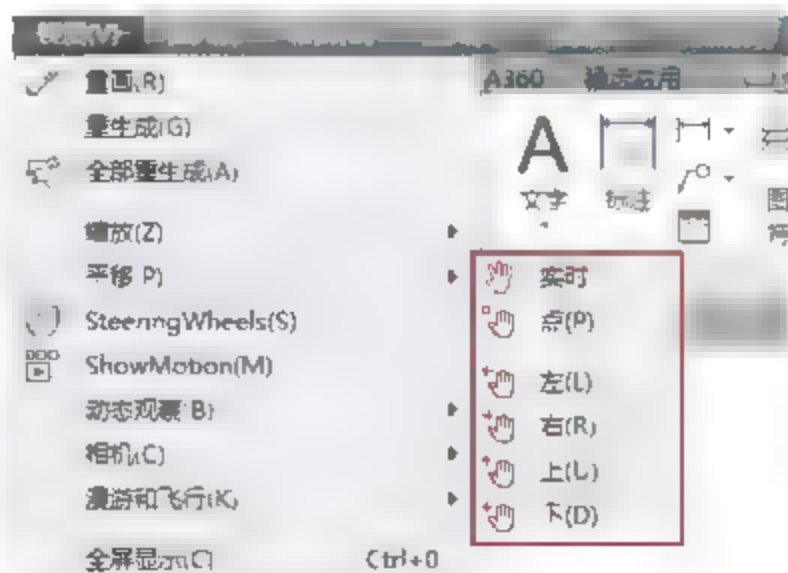 视图(V)
A360
重画(R)
重生成(G)
全部重生成(A)
文字
标注
缩放(Z)
平移(P)
实时
SteeringWheels(S)
点(P)
ShowMotion(M)
左(L)
动态观察(B)
右(R)
相机(C)
上(U)
漫游和飞行(K)
下(D)
全屏显示(C)
Ctrl+0